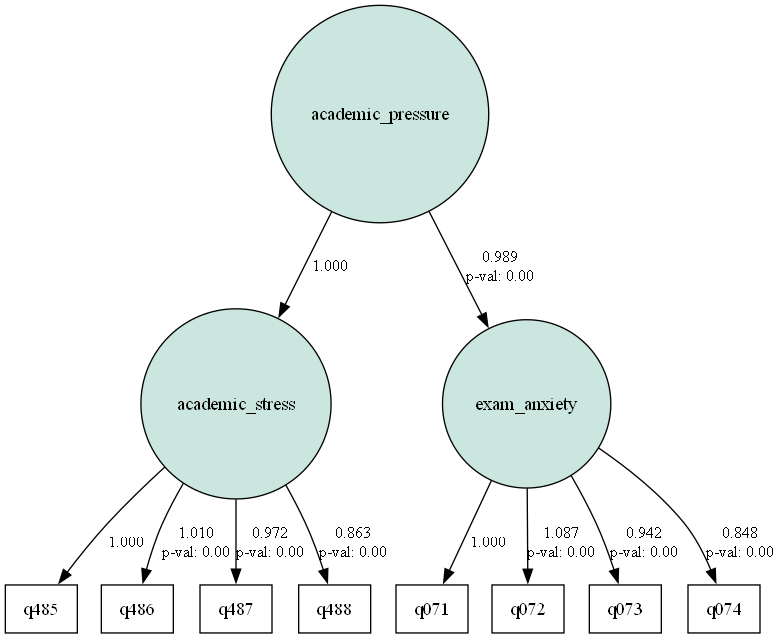 academic_pressure
1.000
0.989
p-val: 0.00
academic_stress
exam_anxiety
1.000
1.010
p-val: 0.00
0.972
p-val: 0.00
0.863
p-val: 0.00
1.000
1.087
p-val: 0.00
0.942
p-val: 0.00
0.848
p-val: 0.00
q485
q486
q487
q488
q071
q072
q073
q074